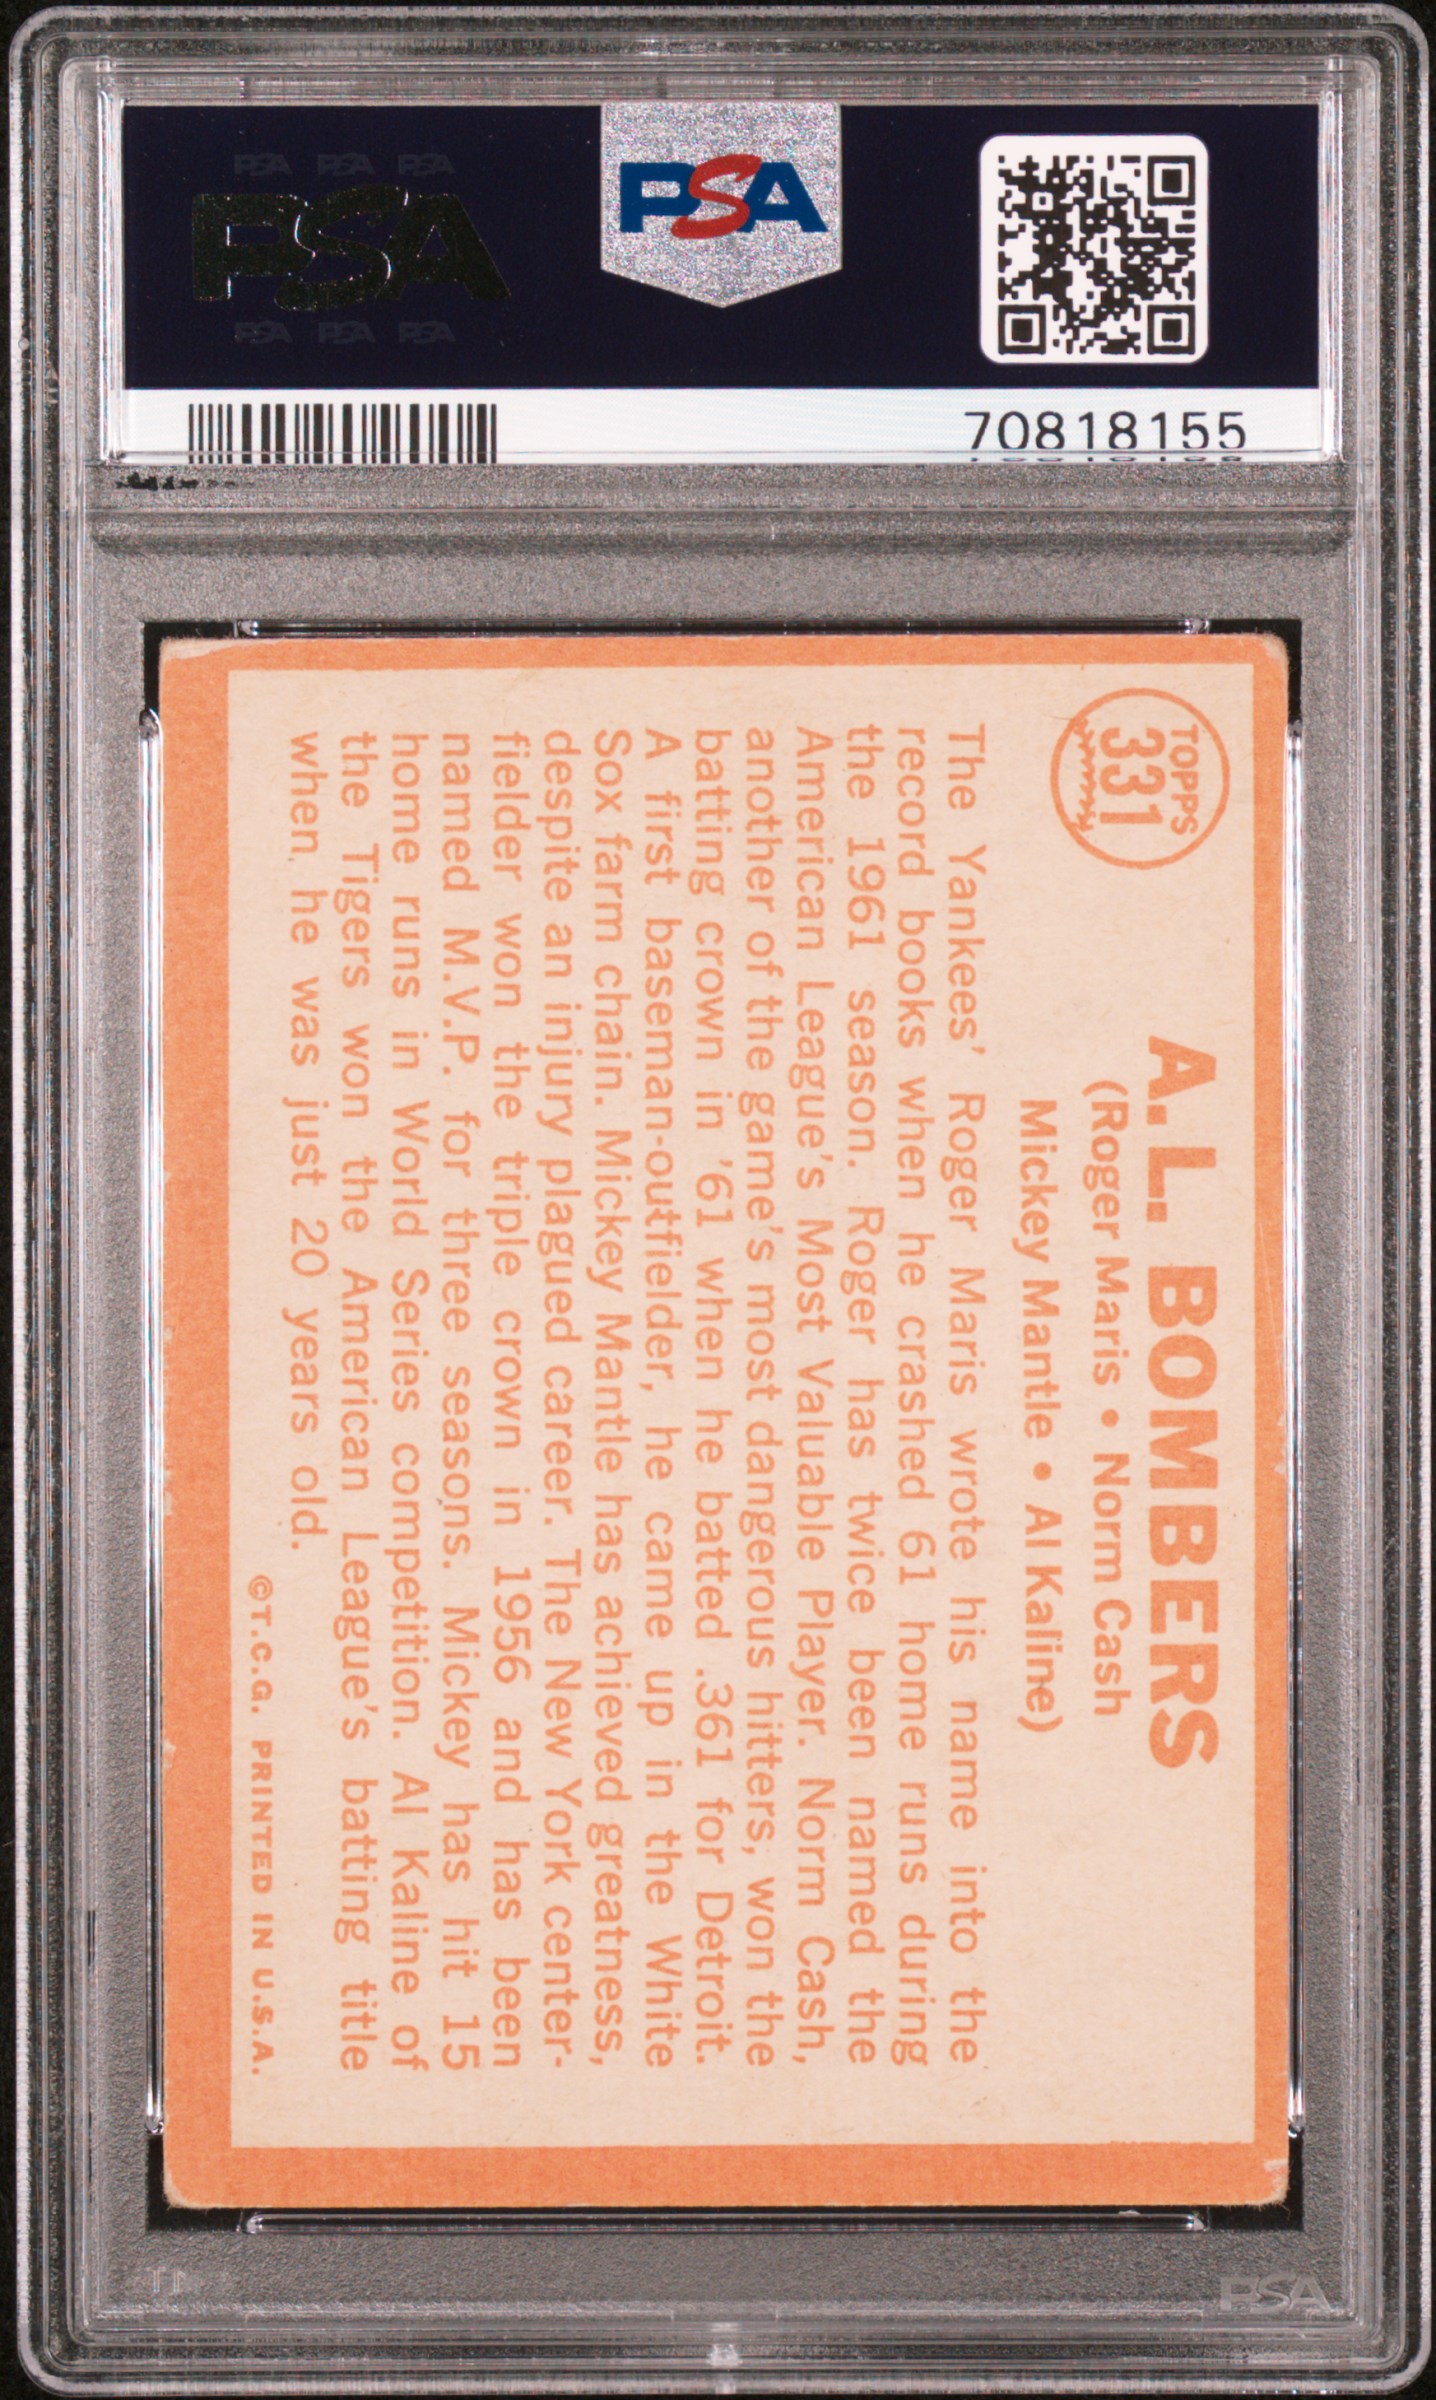 PSA PSA PSA
PSA
PSA PSA PSA
PSA
70818155
TOPPS
331
A. L. BOMBERS
(Roger Maris • Norm Cash
Mickey Mantle • Al Kaline)
The Yankees' Roger Maris wrote his name into the
record books when he crashed 61 home runs during
the 1961 season. Roger has twice been named the
American League's Most Valuable Player. Norm Cash,
another of the game's most dangerous hitters, won the
batting crown in '61 when he batted .361 for Detroit.
A first baseman-outfielder, he came up in the White
Sox farm chain. Mickey Mantle has achieved greatness,
despite an injury plagued career. The New York center-
fielder won the triple crown in 1956 and has been
named M.V.P. for three seasons. Mickey has hit 15
home runs in World Series competition. Al Kaline of
the Tigers won the American League's batting title
when he was just 20 years old.
©T.C.G. PRINTED IN U.S.A.
PSA